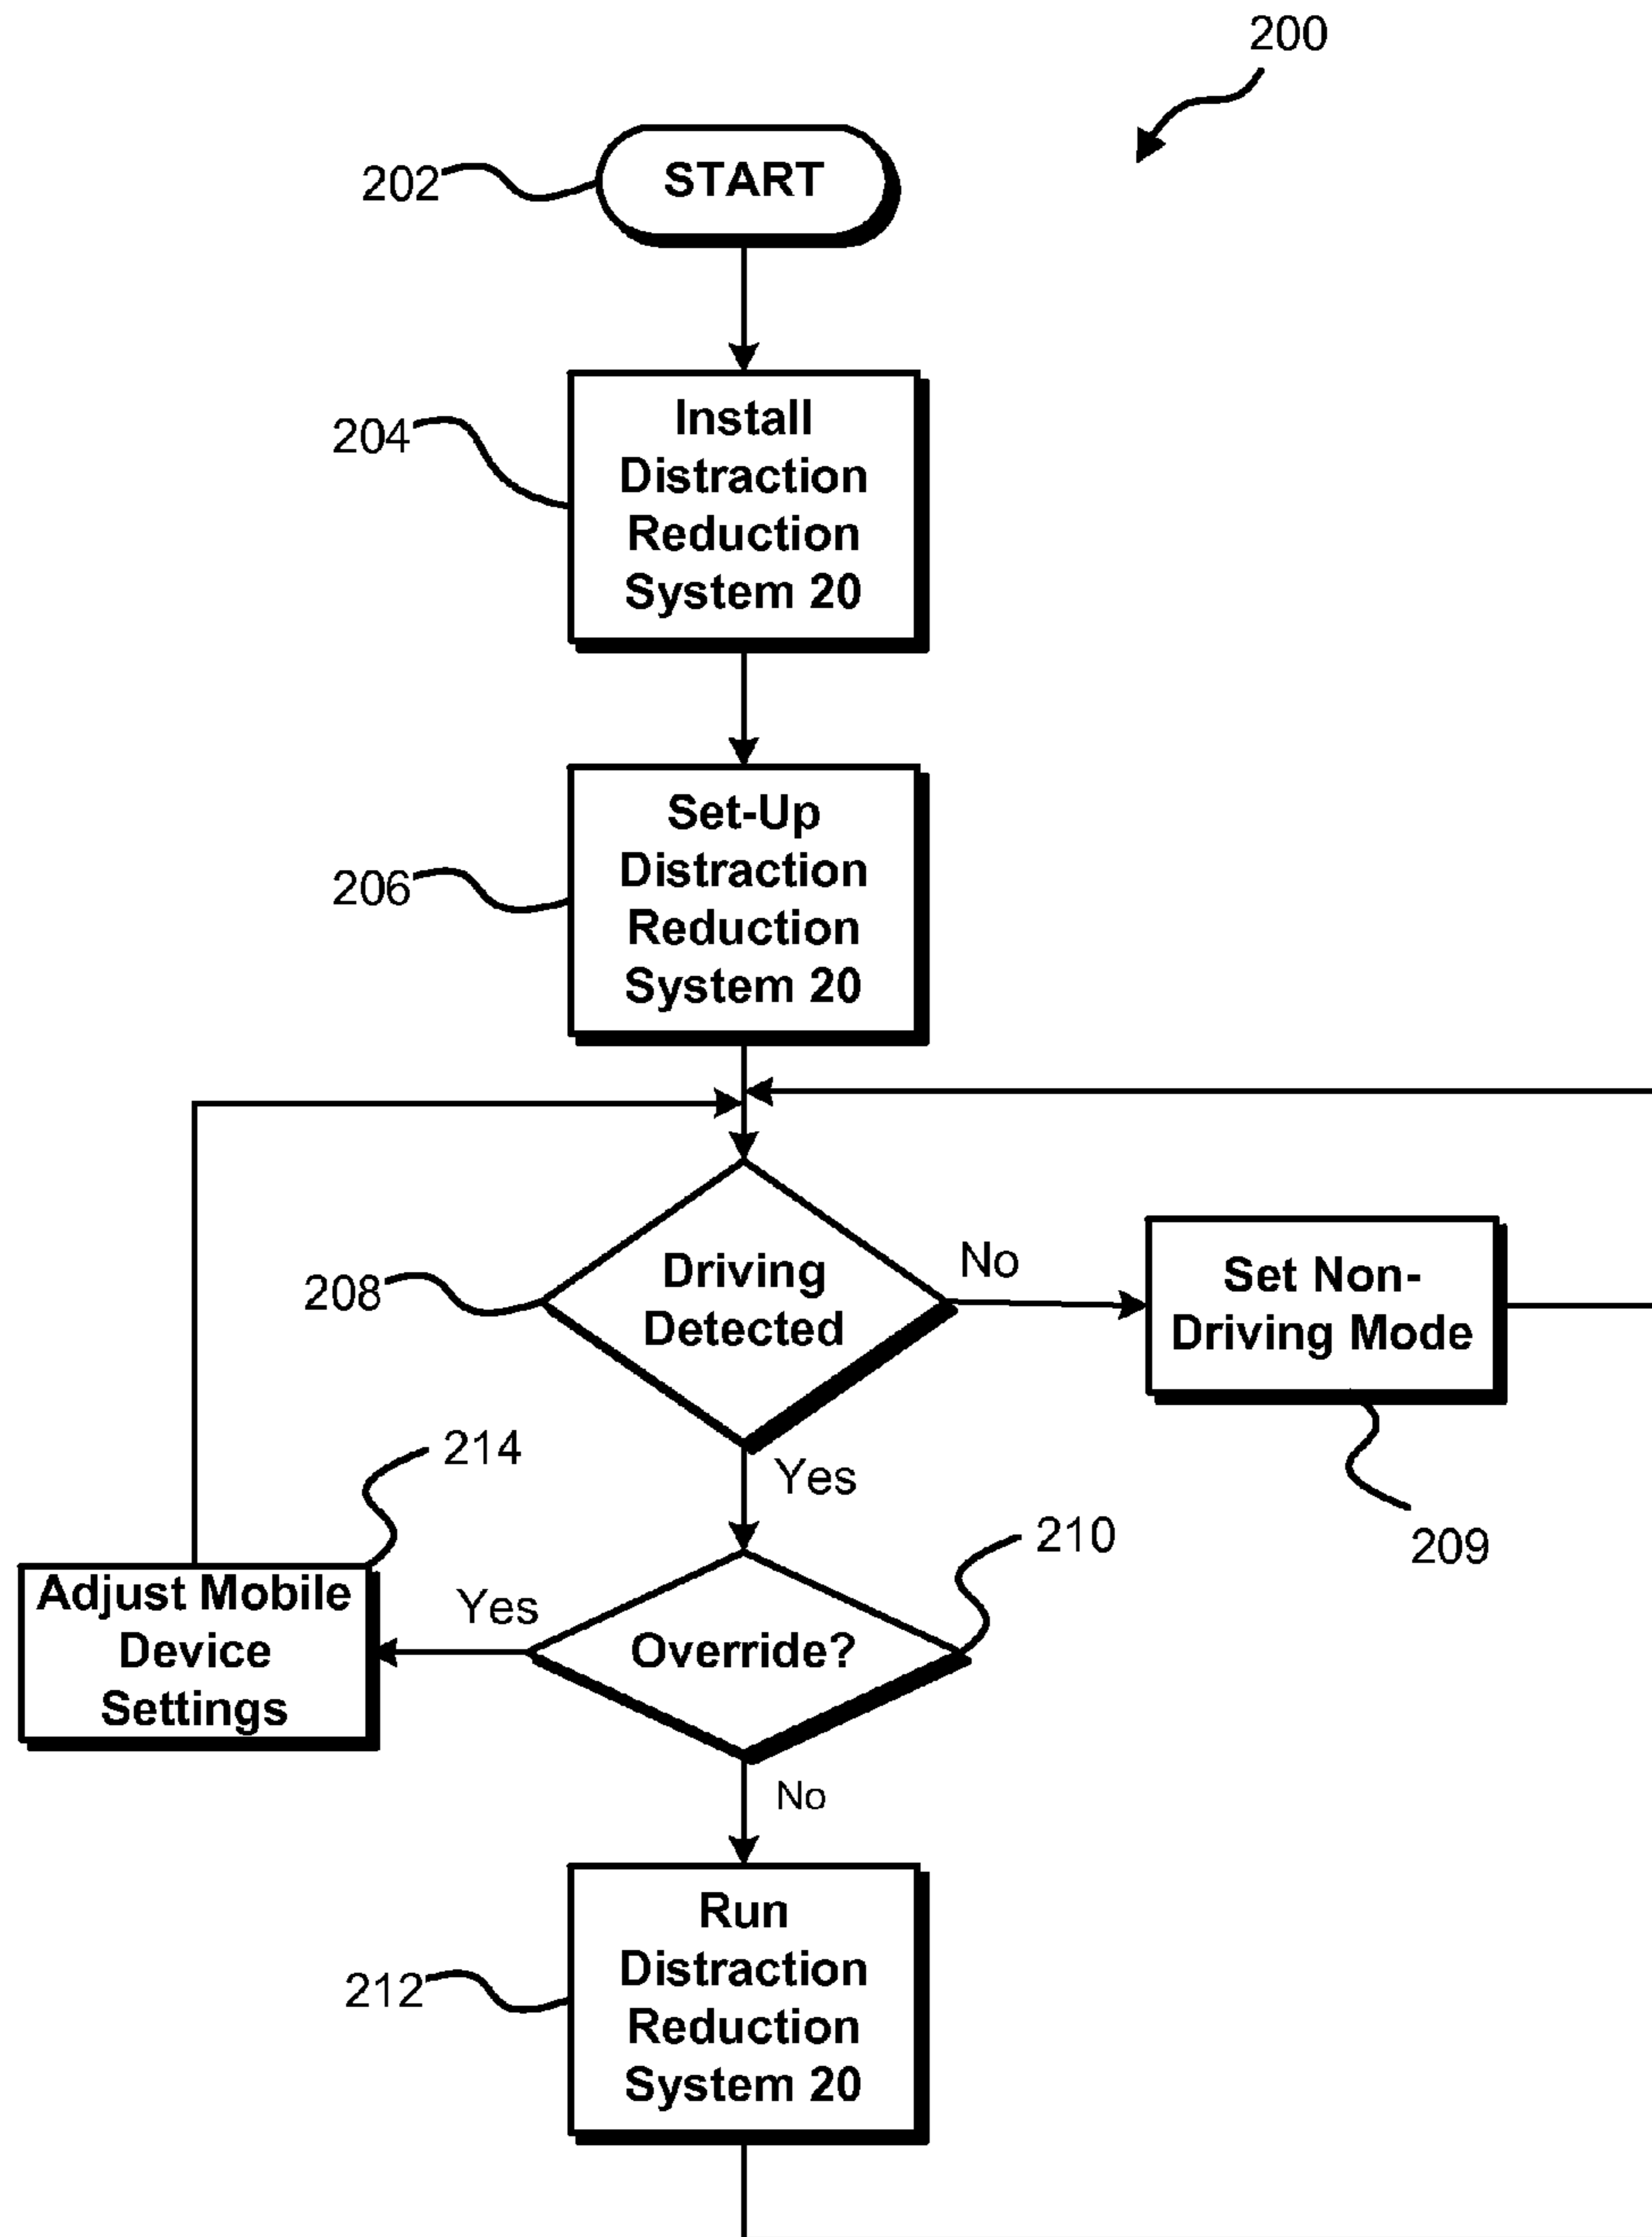 200
202
START
204
Install
Distraction
Reduction
System 20
206
Set-Up
Distraction
Reduction
System 20
208
Driving
Detected
No
Set Non-
Driving Mode
209
Yes
214
Adjust Mobile
Device
Settings
Yes
210
Override?
No
212
Run
Distraction
Reduction
System 20